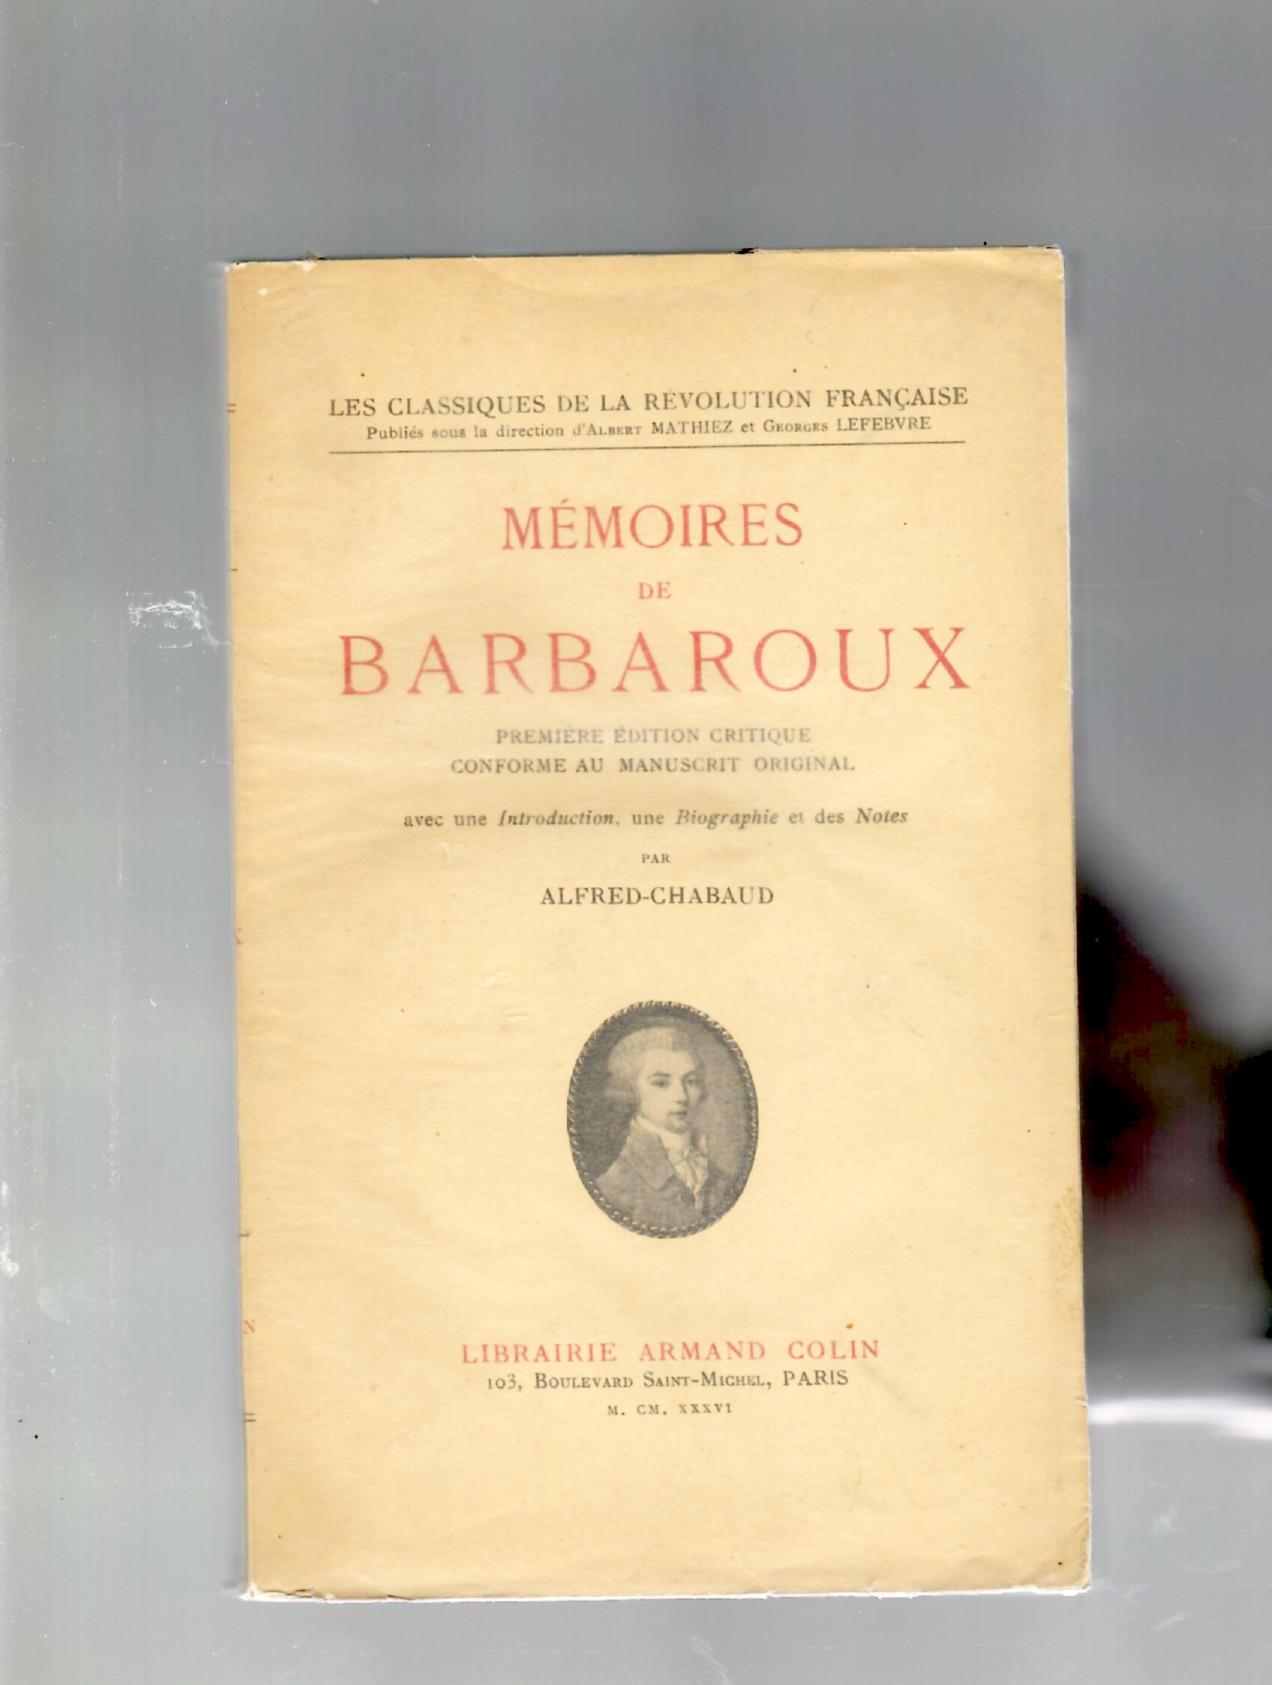 LES CLASSIQUES DE LA RÉVOLUTION FRANÇAISE
Publiés sous la direction d'ALBERT MATHIEZ et GEORGES LEFEBVRE
MÉMOIRES
DE
BARBAROUX
PREMIÈRE ÉDITION CRITIQUE
CONFORME AU MANUSCRIT ORIGINAL
avec une Introduction, une Biographie et des Notes
PAR
ALFRED-CHABAUD
LIBRAIRIE ARMAND COLIN
103, BOULEVARD SAINT-MICHEL, PARIS
M. CM. XXXVI